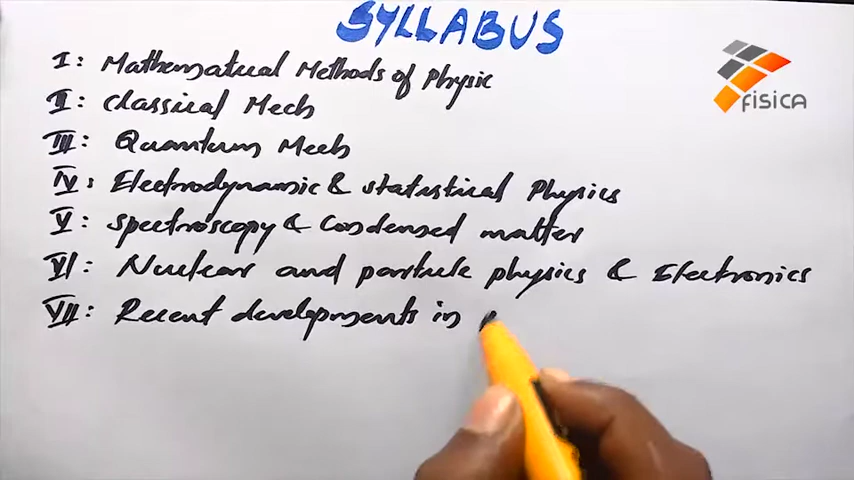 SYLLABUS
I : Mathematical Methods of Physic
II : Classical Mech
III : Quantum Mech
IV : Electrodynamic & statistical Physics
V : Spectroscopy & Condensed matter
VI : Nuclear and particle physics & Electronics
VII : Recent developments in
fisica